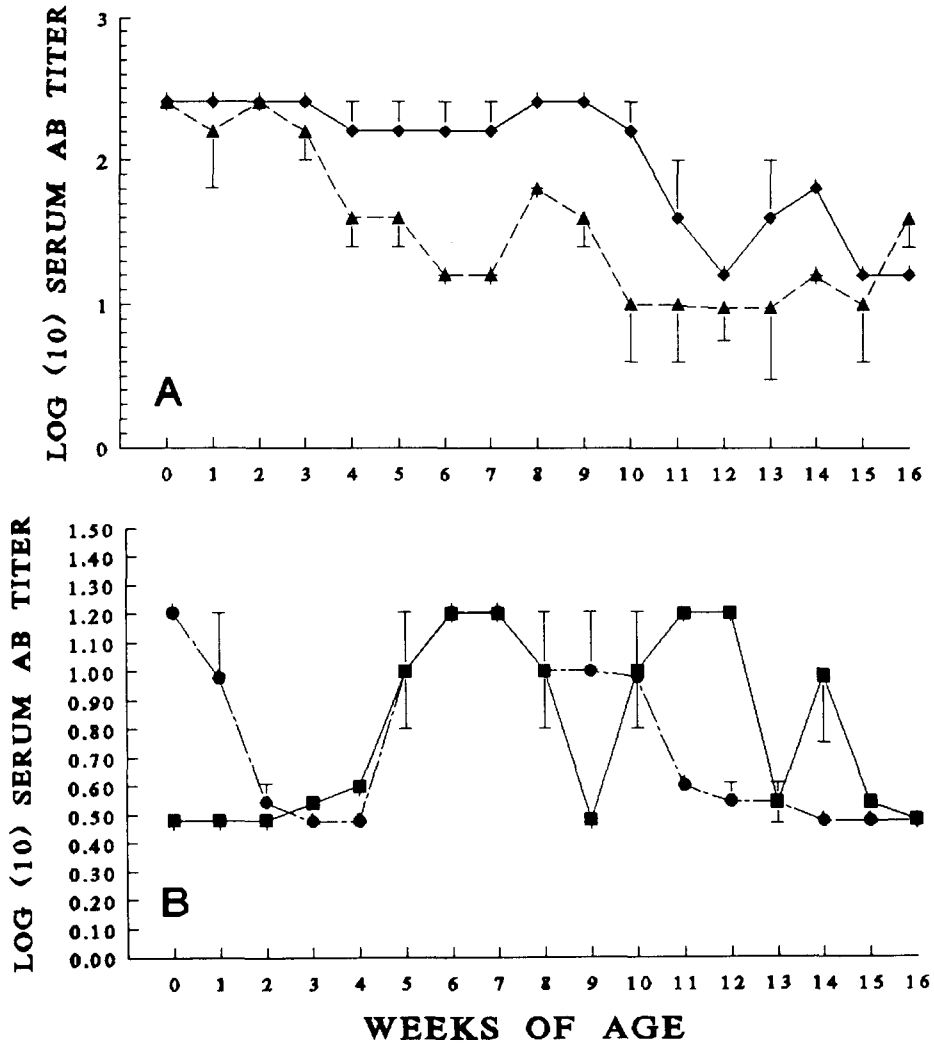 LOG (10) SERUM AB TITER
3
2
1
0
A
0 1 2 3 4 5 6 7 8 9 10 11 12 13 14 15 16
LOG (10) SERUM AB TITER
1.50
1.40
1.30
1.20
1.10
1.00
0.90
0.80
0.70
0.60
0.50
0.40
0.30
0.20
0.10
0.00
B
0 1 2 3 4 5 6 7 8 9 10 11 12 13 14 15 16
WEEKS OF AGE